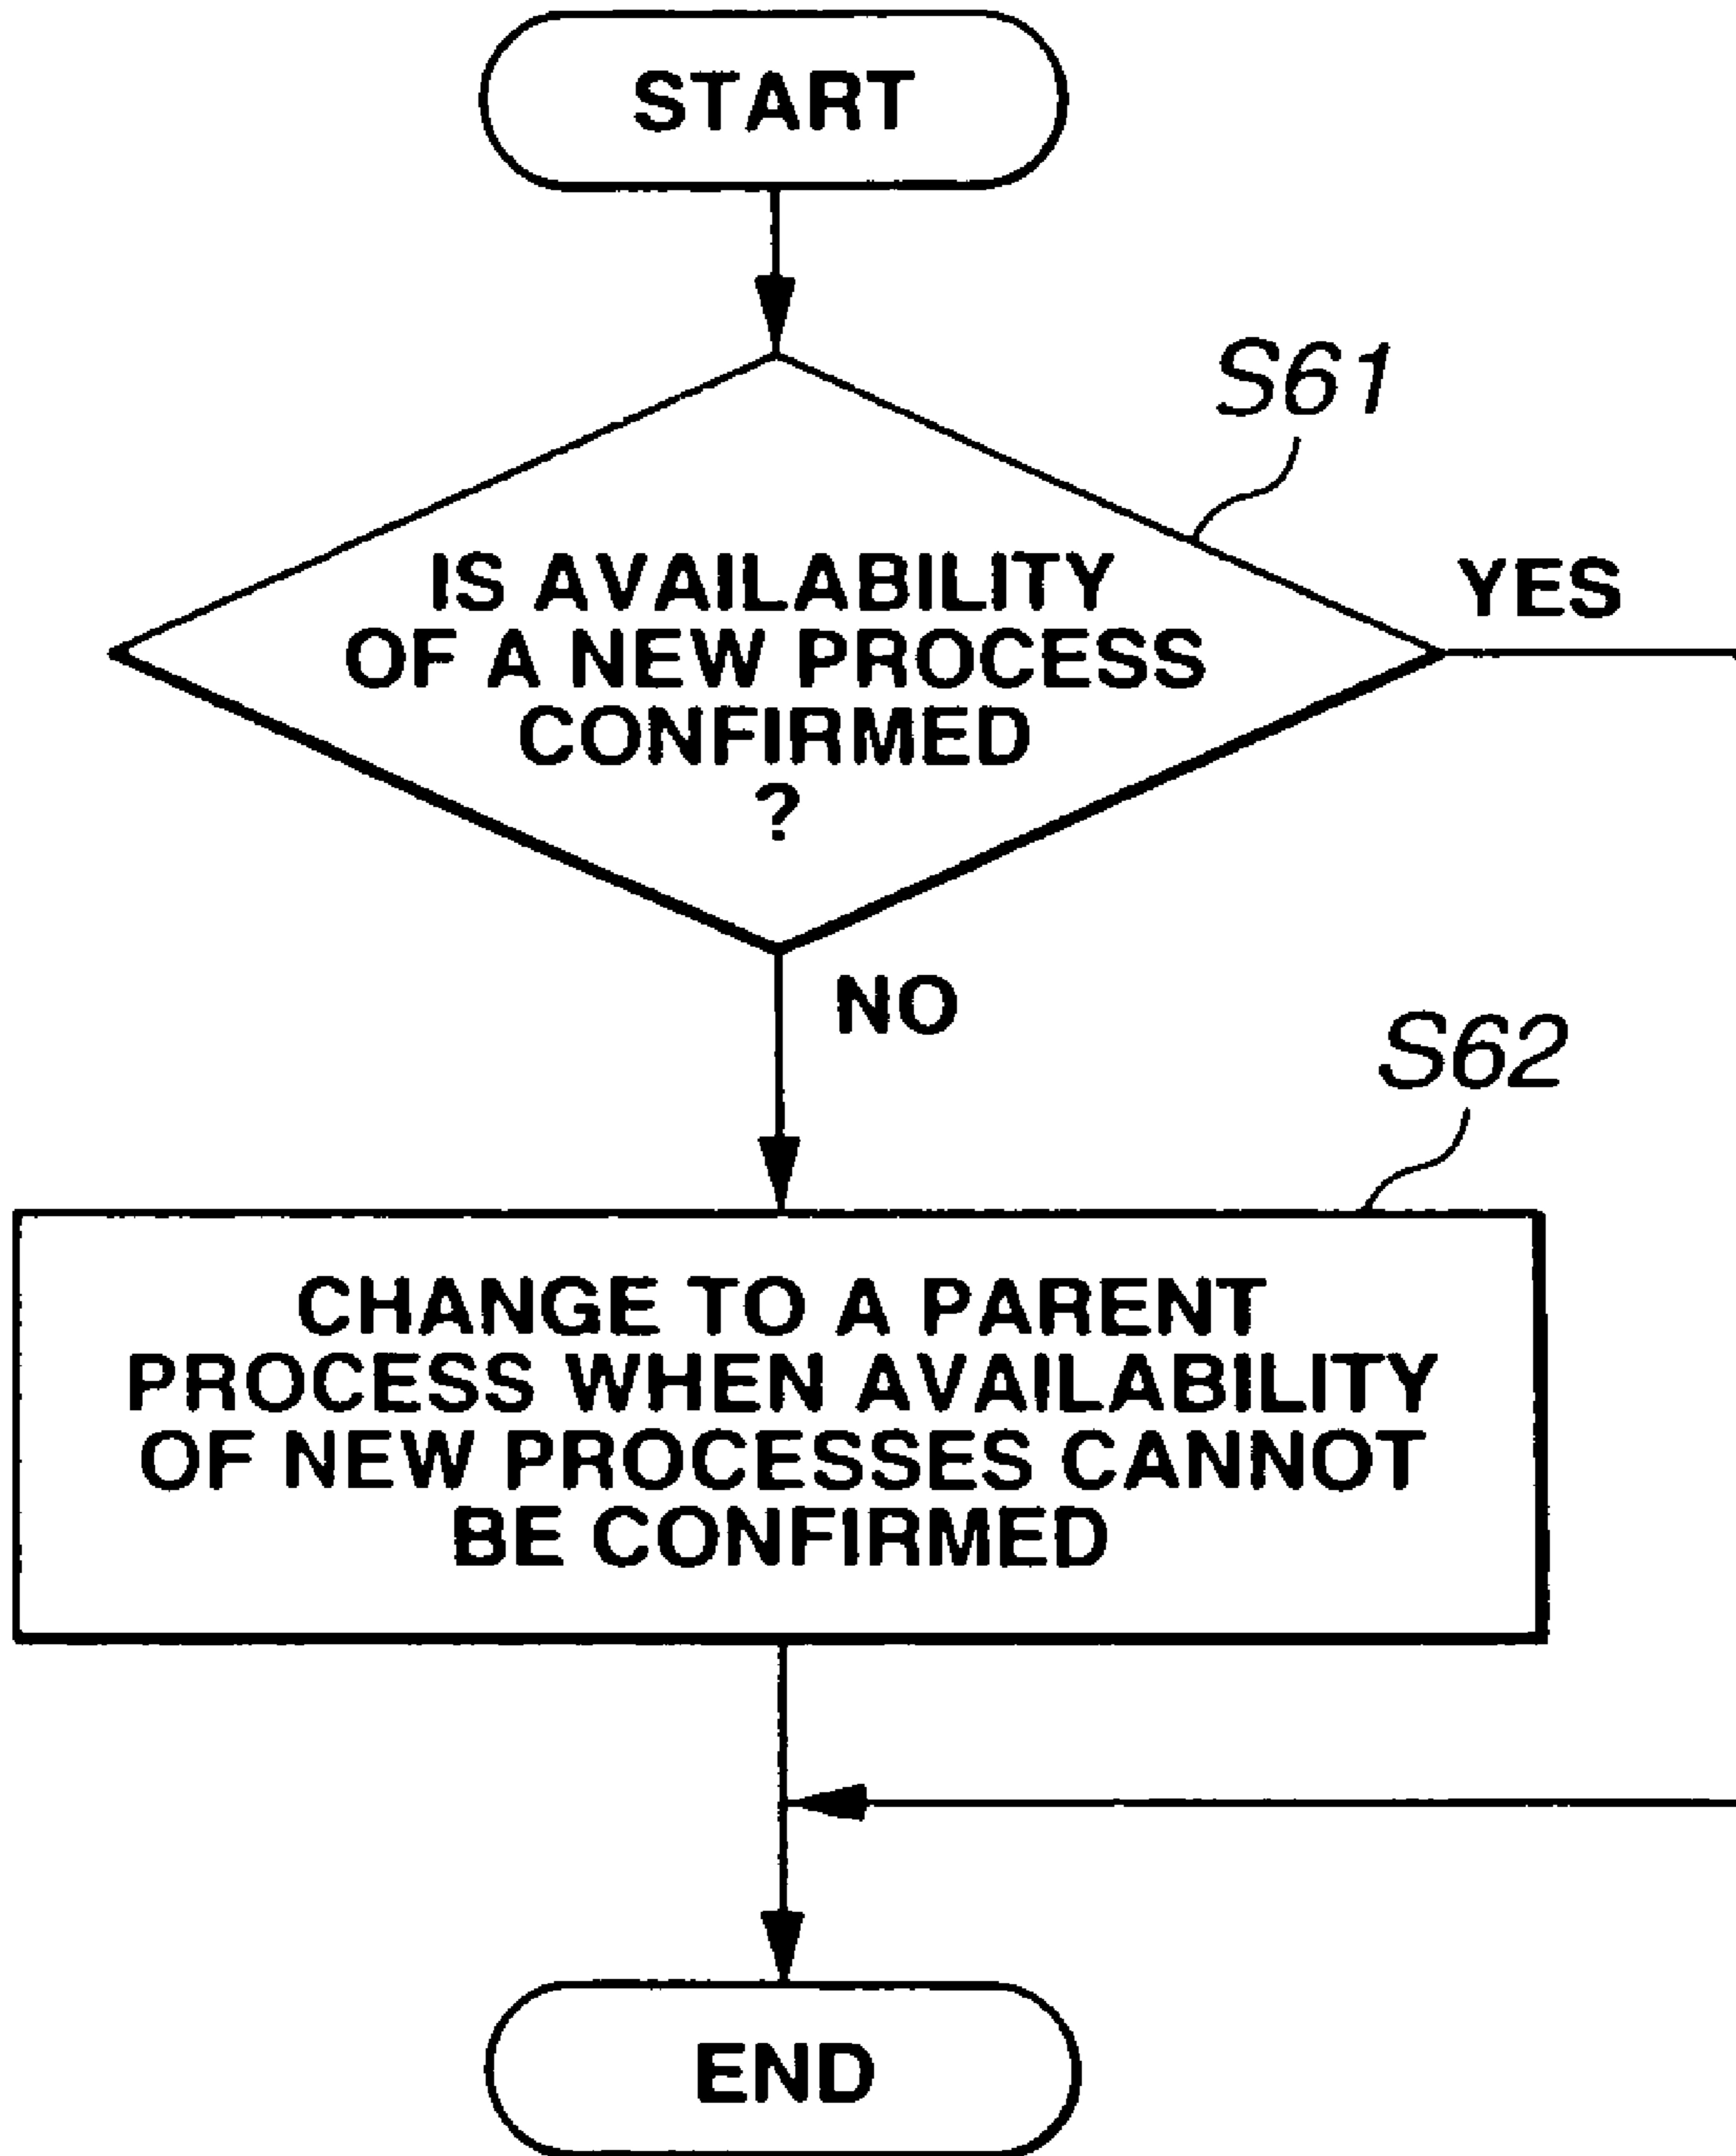 START
S61
IS AVAILABILITY
OF A NEW PROCESS
CONFIRMED
?
YES
NO
S62
CHANGE TO A PARENT
PROCESS WHEN AVAILABILITY
OF NEW PROCESSES CANNOT
BE CONFIRMED
END